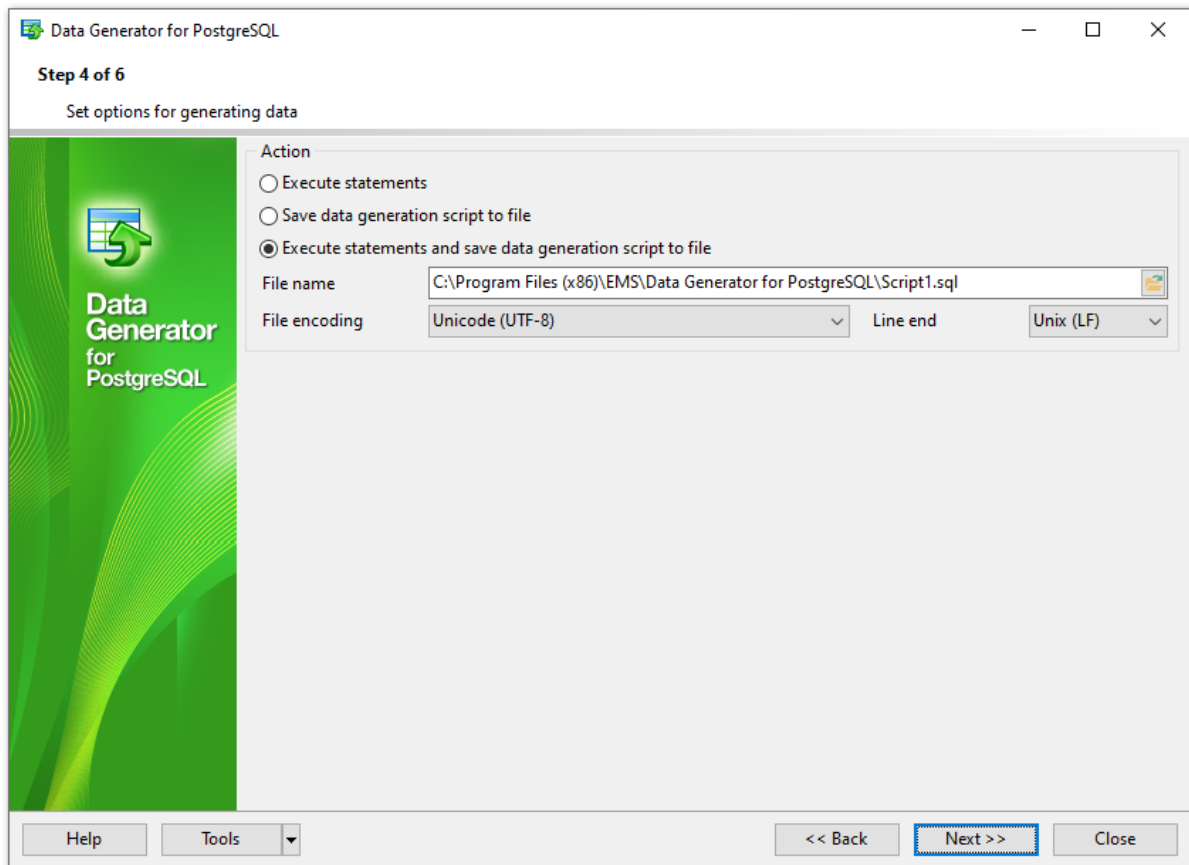 Data Generator for PostgreSQL
Step 4 of 6
Set options for generating data
Data
Generator
for
PostgreSQL
Action
Execute statements
Save data generation script to file
Execute statements and save data generation script to file
File name C:\Program Files (x86)\EMS\Data Generator for PostgreSQL\Script1.sql
File encoding Unicode (UTF-8) Line end Unix (LF)
Help Tools << Back Next >> Close